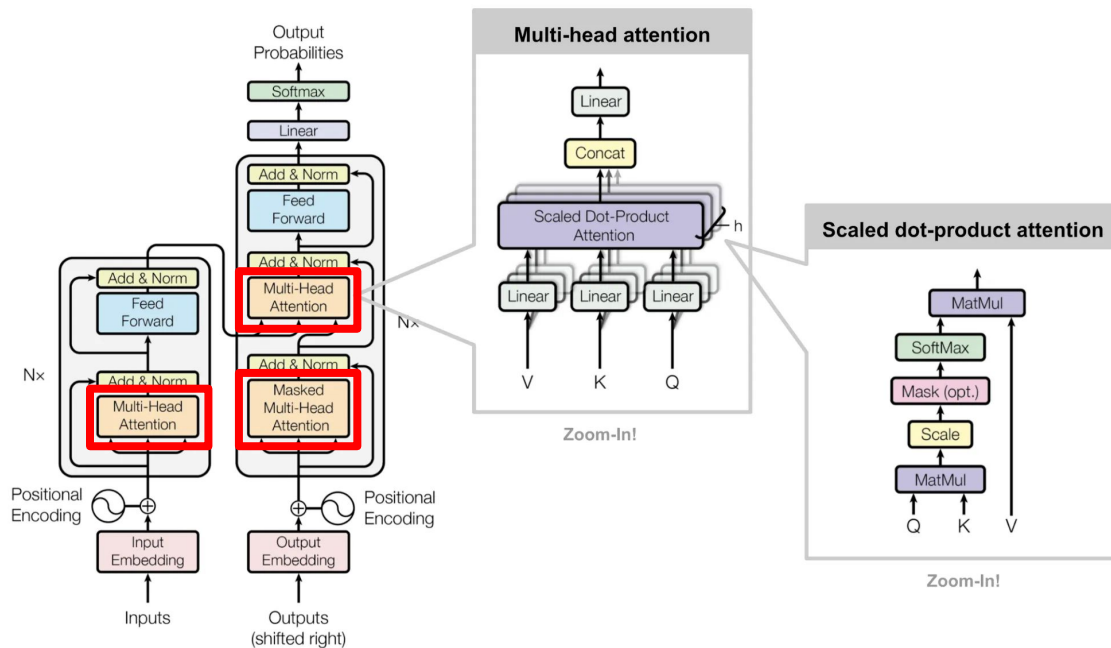 Output
Probabilities
Softmax
Linear
Add & Norm
Feed
Forward
Add & Norm
Multi-Head
Attention
Nx
Add & Norm
Masked
Multi-Head
Attention
Positional
Encoding
Output
Embedding
Outputs
(shifted right)
Add & Norm
Feed
Forward
Nx
Add & Norm
Multi-Head
Attention
Positional
Encoding
Input
Embedding
Inputs
Multi-head attention
Linear
Concat
Scaled Dot-Product
Attention
h
Linear
Linear
Linear
V
K
Q
Zoom-In!
Scaled dot-product attention
MatMul
SoftMax
Mask (opt.)
Scale
MatMul
Q
K
V
Zoom-In!